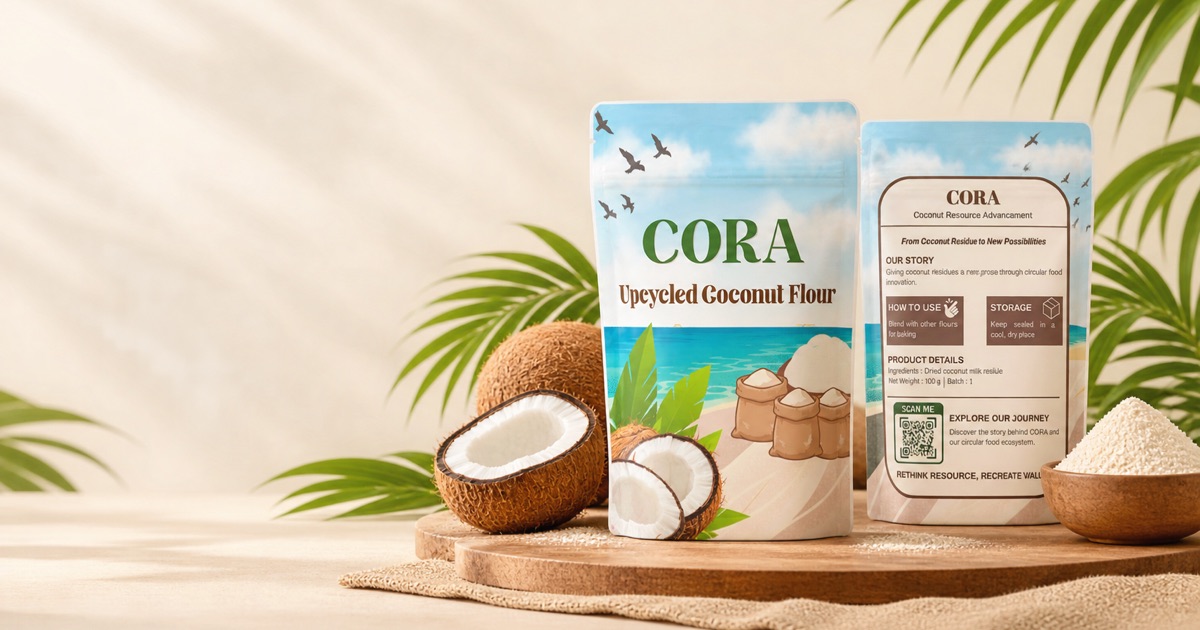 CORA
Upcycled Coconut Flour
CORA
Coconut Resource Advancament
From Coconut Residue to New Possibilities
OUR STORY
Giving coconut residues a new prose through circular food
innovation.
HOW TO USE
Blend with other flours
for baking
STORAGE
Keep sealed in a
cool, dry place
PRODUCT DETAILS
Ingredients : Dried coconut milk residue
Net Weight : 100 g | Batch : 1
SCAN ME
EXPLORE OUR JOURNEY
Discover the story behind CORA and
our circular food ecosystem.
RETHINK RESOURCE, RECREATE